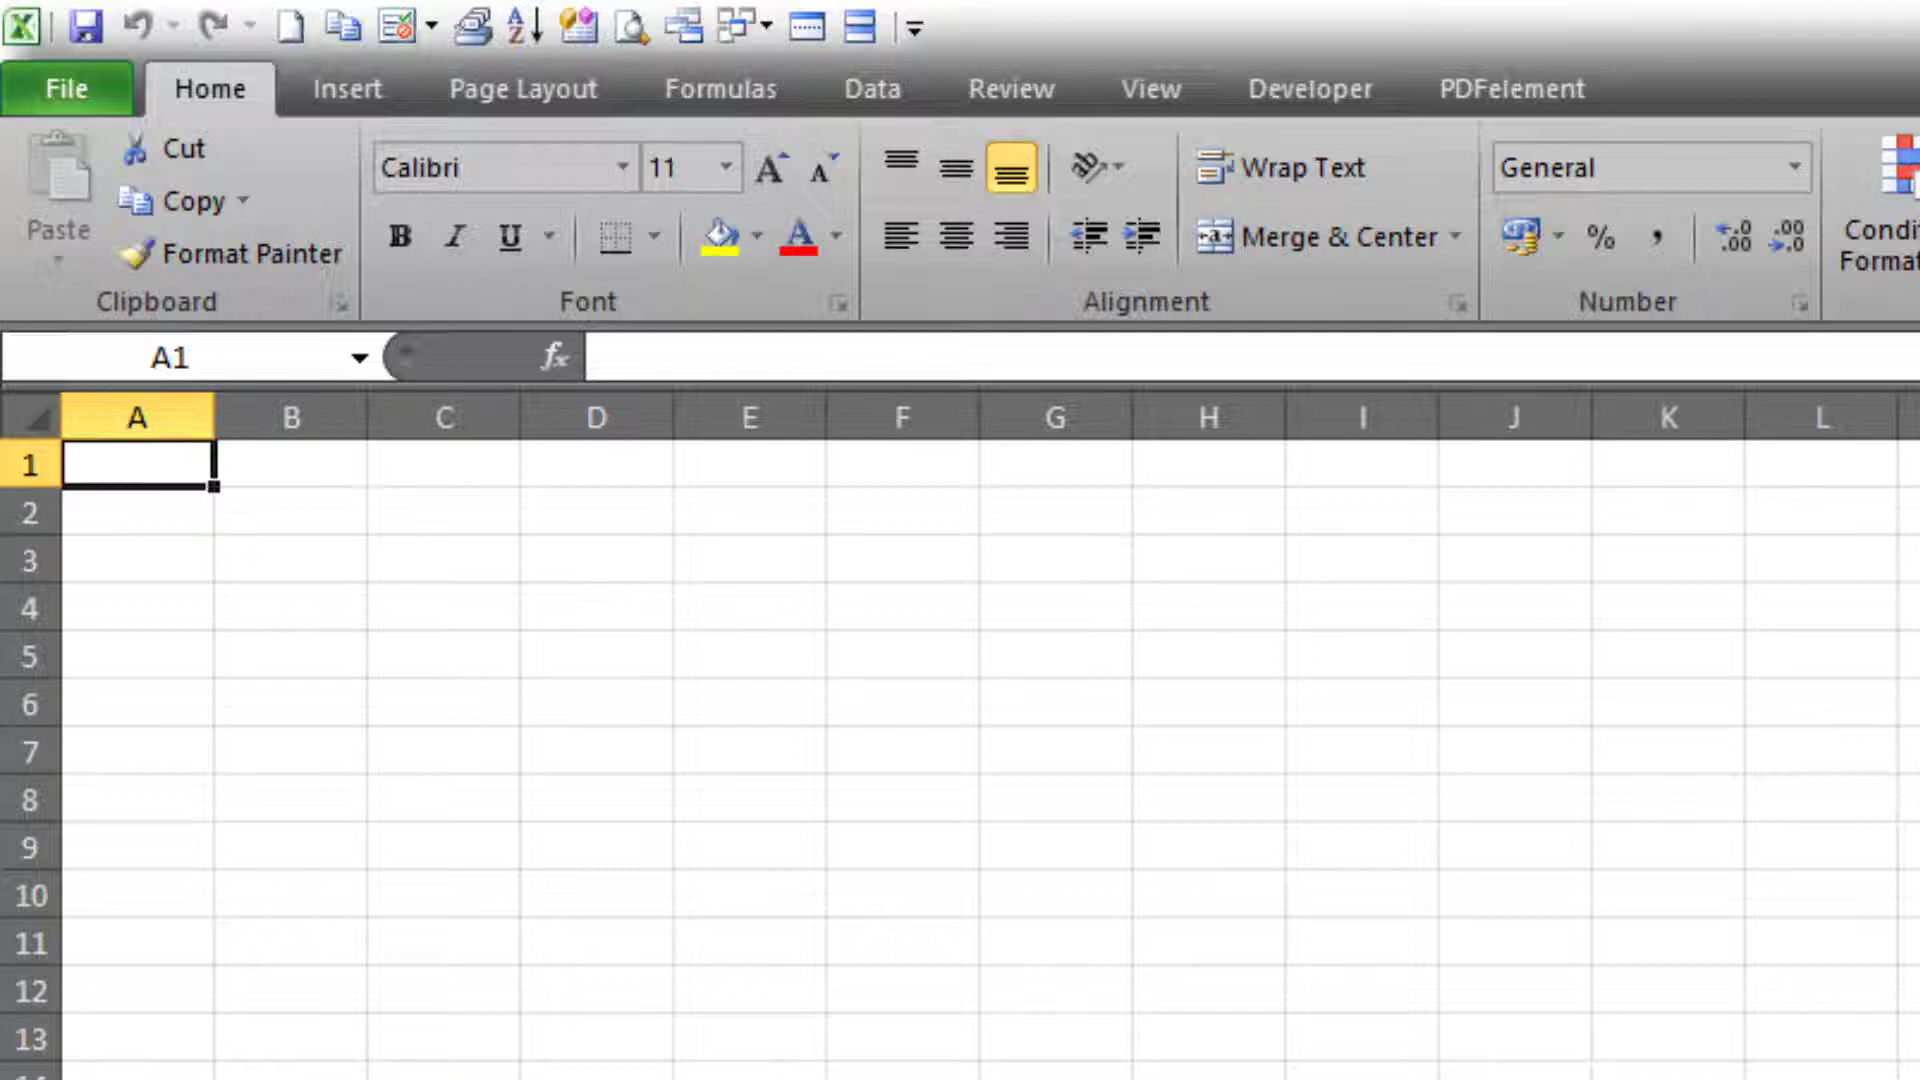 File Home Insert Page Layout Formulas Data Review View Developer PDFelement
Paste
Cut
Copy
Format Painter
Clipboard
Calibri 11
B I U
Font
Wrap Text
Merge & Center
Alignment
General
% ,
Number
Condi
Format
A1 fx
A B C D E F G H I J K L
1
2
3
4
5
6
7
8
9
10
11
12
13